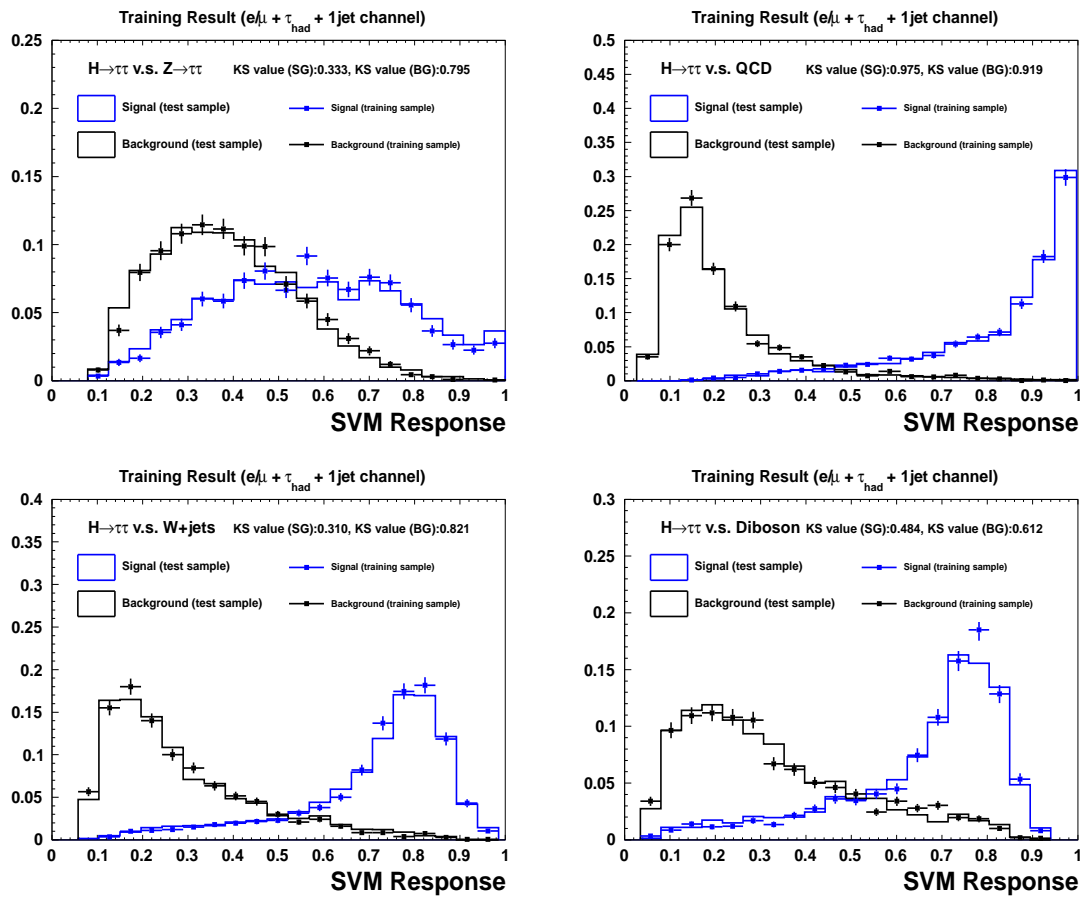 Training Result (e/μ + τhad + 1jet channel)
H→ττ v.s. Z→ττ KS value (SG):0.333, KS value (BG):0.795
Signal (test sample) Signal (training sample)
Background (test sample) Background (training sample)
0.25
0.2
0.15
0.1
0.05
0
0 0.1 0.2 0.3 0.4 0.5 0.6 0.7 0.8 0.9 1
SVM Response
Training Result (e/μ + τhad + 1jet channel)
H→ττ v.s. QCD KS value (SG):0.975, KS value (BG):0.919
Signal (test sample) Signal (training sample)
Background (test sample) Background (training sample)
0.5
0.45
0.4
0.35
0.3
0.25
0.2
0.15
0.1
0.05
0
0 0.1 0.2 0.3 0.4 0.5 0.6 0.7 0.8 0.9 1
SVM Response
Training Result (e/μ + τhad + 1jet channel)
H→ττ v.s. W+jets KS value (SG):0.310, KS value (BG):0.821
Signal (test sample) Signal (training sample)
Background (test sample) Background (training sample)
0.4
0.35
0.3
0.25
0.2
0.15
0.1
0.05
0
0 0.1 0.2 0.3 0.4 0.5 0.6 0.7 0.8 0.9 1
SVM Response
Training Result (e/μ + τhad + 1jet channel)
H→ττ v.s. Diboson KS value (SG):0.484, KS value (BG):0.612
Signal (test sample) Signal (training sample)
Background (test sample) Background (training sample)
0.3
0.25
0.2
0.15
0.1
0.05
0
0 0.1 0.2 0.3 0.4 0.5 0.6 0.7 0.8 0.9 1
SVM Response